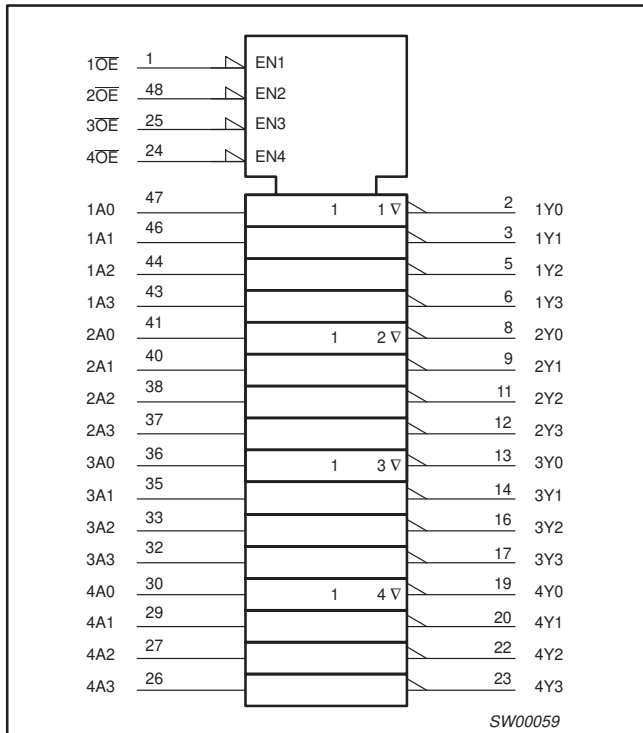 1O̅E̅ 1 EN1
2O̅E̅ 48 EN2
3O̅E̅ 25 EN3
4O̅E̅ 24 EN4
1A0 47 1 1 ∇ 2 1Y0
1A1 46 3 1Y1
1A2 44 5 1Y2
1A3 43 6 1Y3
2A0 41 1 2 ∇ 8 2Y0
2A1 40 9 2Y1
2A2 38 11 2Y2
2A3 37 12 2Y3
3A0 36 1 3 ∇ 13 3Y0
3A1 35 14 3Y1
3A2 33 16 3Y2
3A3 32 17 3Y3
4A0 30 1 4 ∇ 19 4Y0
4A1 29 20 4Y1
4A2 27 22 4Y2
4A3 26 23 4Y3
SW00059